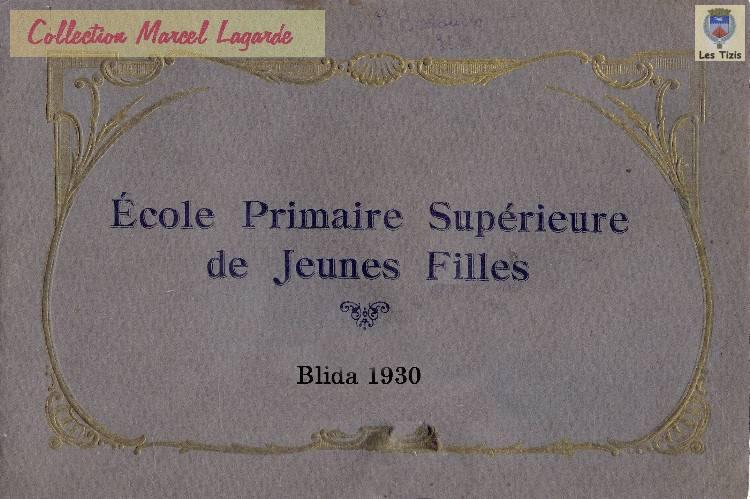 Collection Marcel Lagarde
Les Tizis
École Primaire Supérieure
de Jeunes Filles
Blida 1930